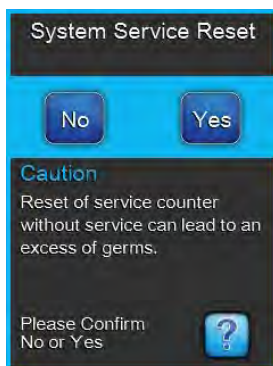 System Service Reset
No Yes
Caution
Reset of service counter
without service can lead to an
excess of germs.
Please Confirm
No or Yes ?